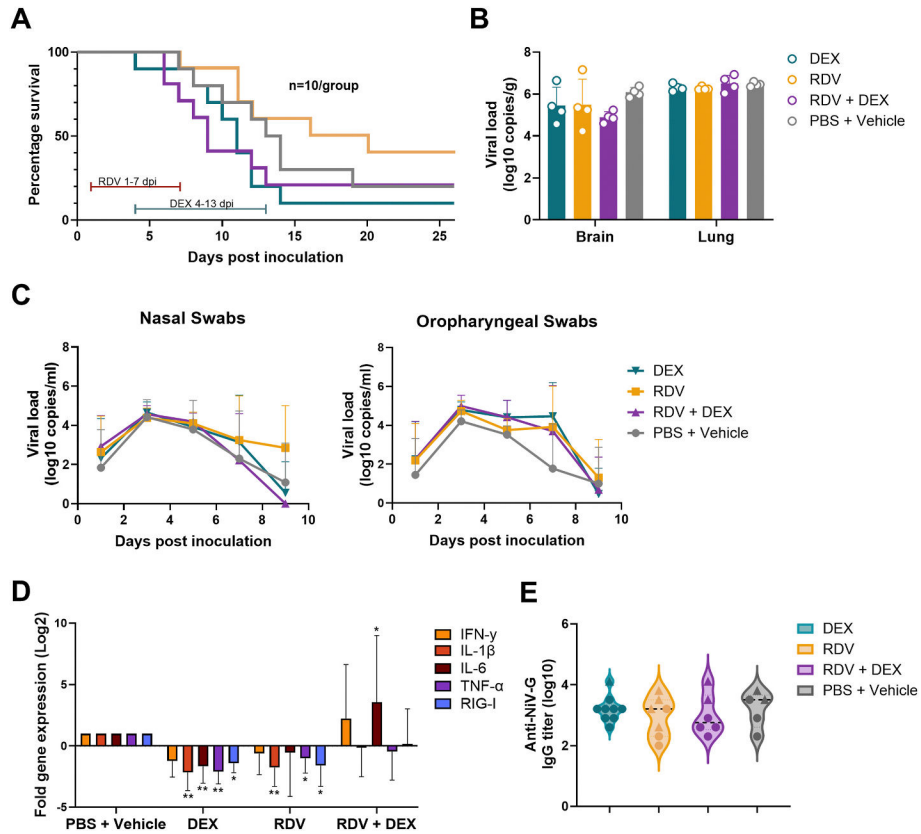 A
Percentage survival
100
50
0
n=10/group
RDV 1-7 dpi
DEX 4-13 dpi
0 5 10 15 20 25
Days post inoculation
B
Viral load
(log10 copies/g)
8
6
4
2
0
Brain Lung
DEX
RDV
RDV + DEX
PBS + Vehicle
C
Nasal Swabs
Viral load
(log10 copies/ml)
8
6
4
2
0
0 2 4 6 8 10
Days post inoculation
Oropharyngeal Swabs
Viral load
(log10 copies/ml)
8
6
4
2
0
0 2 4 6 8 10
Days post inoculation
DEX
RDV
RDV + DEX
PBS + Vehicle
D
Fold gene expression (Log2)
10
5
0
-5
** ** ** *
** * *
*
PBS + Vehicle DEX RDV RDV + DEX
IFN-y
IL-1β
IL-6
TNF-α
RIG-I
E
Anti-NiV-G
IgG titer (log10)
6
4
2
0
DEX
RDV
RDV + DEX
PBS + Vehicle